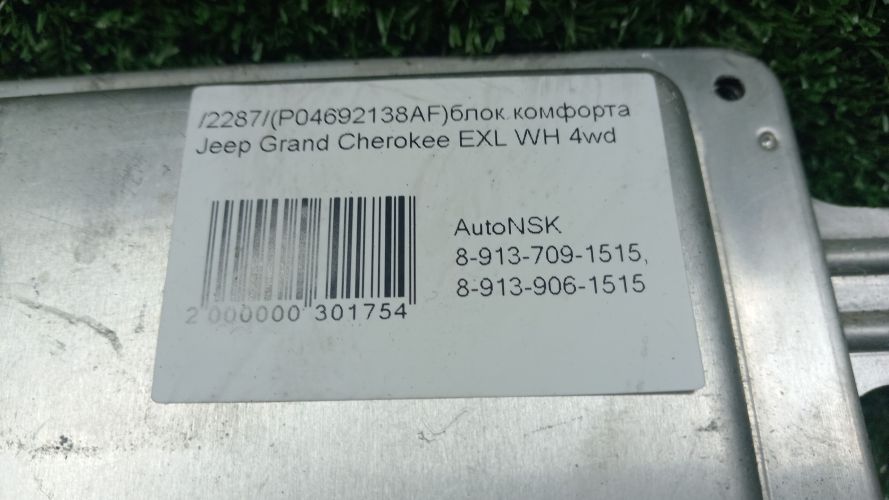 /2287/(P04692138AF)блок комфорта
Jeep Grand Cherokee EXL WH 4wd
AutoNSK
8-913-709-1515,
8-913-906-1515
2 000000 301754